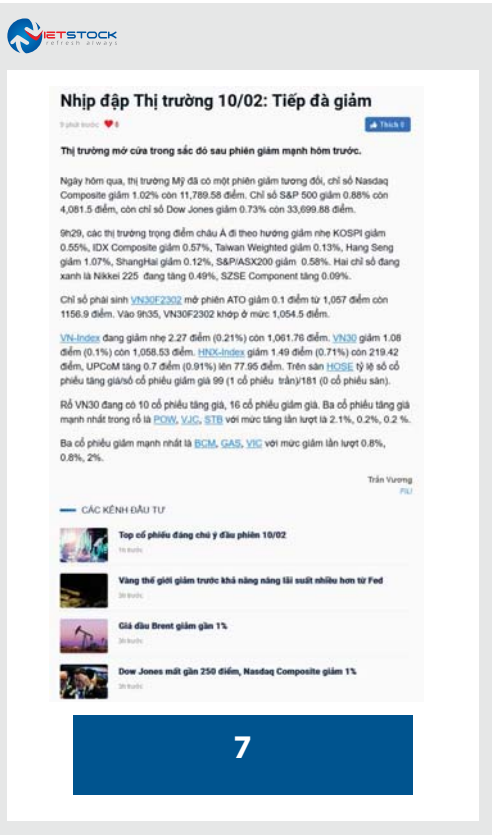 VIETSTOCK
refresh always
Nhịp đập Thị trường 10/02: Tiếp đà giảm
9 phút trước 0
Thích 0
Thị trường mở cửa trong sắc đỏ sau phiên giảm mạnh hôm trước.
Ngày hôm qua, thị trường Mỹ đã có một phiên giảm tương đối, chỉ số Nasdaq
Composite giảm 1.02% còn 11,789.58 điểm. Chỉ số S&P 500 giảm 0.88% còn
4,081.5 điểm, còn chỉ số Dow Jones giảm 0.73% còn 33,699.88 điểm.
9h29, các thị trường trọng điểm châu Á đi theo hướng giảm nhẹ KOSPI giảm
0.55%, IDX Composite giảm 0.57%, Taiwan Weighted giảm 0.13%, Hang Seng
giảm 1.07%, ShangHai giảm 0.12%, S&P/ASX200 giảm 0.58%. Hai chỉ số đang
xanh là Nikkei 225 đang tăng 0.49%, SZSE Component tăng 0.09%.
Chỉ số phái sinh VN30F2302 mở phiên ATO giảm 0.1 điểm từ 1,057 điểm còn
1156.9 điểm. Vào 9h35, VN30F2302 khớp ở mức 1,054.5 điểm.
VN-Index đang giảm nhẹ 2.27 điểm (0.21%) còn 1,061.76 điểm. VN30 giảm 1.08
điểm (0.1%) còn 1,058.53 điểm. HNX-Index giảm 1.49 điểm (0.71%) còn 219.42
điểm, UPCoM tăng 0.7 điểm (0.91%) lên 77.95 điểm. Trên sàn HOSE tỷ lệ số cổ
phiếu tăng giá/số cổ phiếu giảm giá 99 (1 cổ phiếu trần)/181 (0 cổ phiếu sàn).
Rổ VN30 đang có 10 cổ phiếu tăng giá, 16 cổ phiếu giảm giá. Ba cổ phiếu tăng giá
mạnh nhất trong rổ là POW, VJC, STB với mức tăng lần lượt là 2.1%, 0.2%, 0.2 %.
Ba cổ phiếu giảm mạnh nhất là BCM, GAS, VIC với mức giảm lần lượt 0.8%,
0.8%, 2%.
Trần Vương
FILI
CÁC KÊNH ĐẦU TƯ
Top cổ phiếu đáng chú ý đầu phiên 10/02
1h trước
Vàng thế giới giảm trước khả năng nâng lãi suất nhiều hơn từ Fed
3h trước
Giá dầu Brent giảm gần 1%
3h trước
Dow Jones mất gần 250 điểm, Nasdaq Composite giảm 1%
3h trước
7